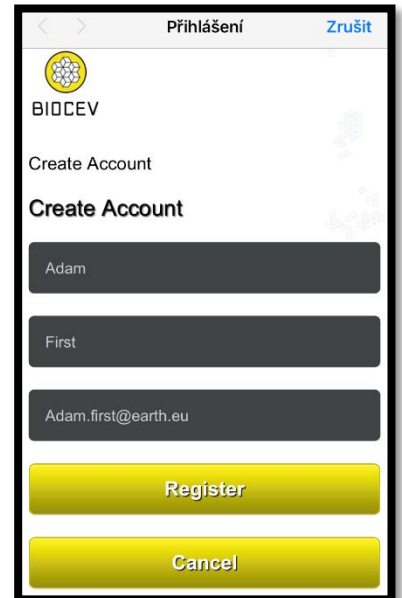 Přihlášení
Zrušit
BIOCEV
Create Account
Create Account
Adam
First
Adam.first@earth.eu
Register
Cancel